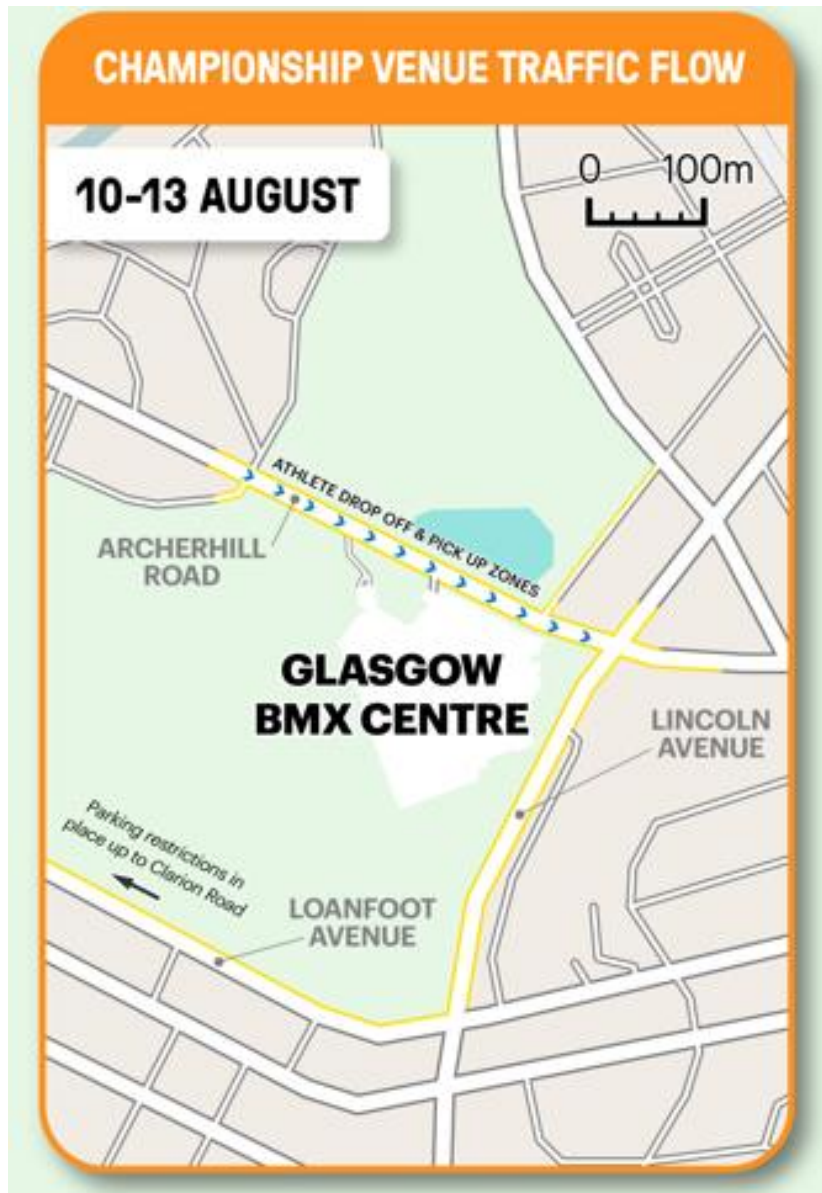 CHAMPIONSHIP VENUE TRAFFIC FLOW
10-13 AUGUST
0 100m
ATHLETE DROP OFF & PICK UP ZONES
ARCHERHILL
ROAD
GLASGOW
BMX CENTRE
LINCOLN
AVENUE
Parking restrictions in
place up to Clarion Road
LOANFOOT
AVENUE